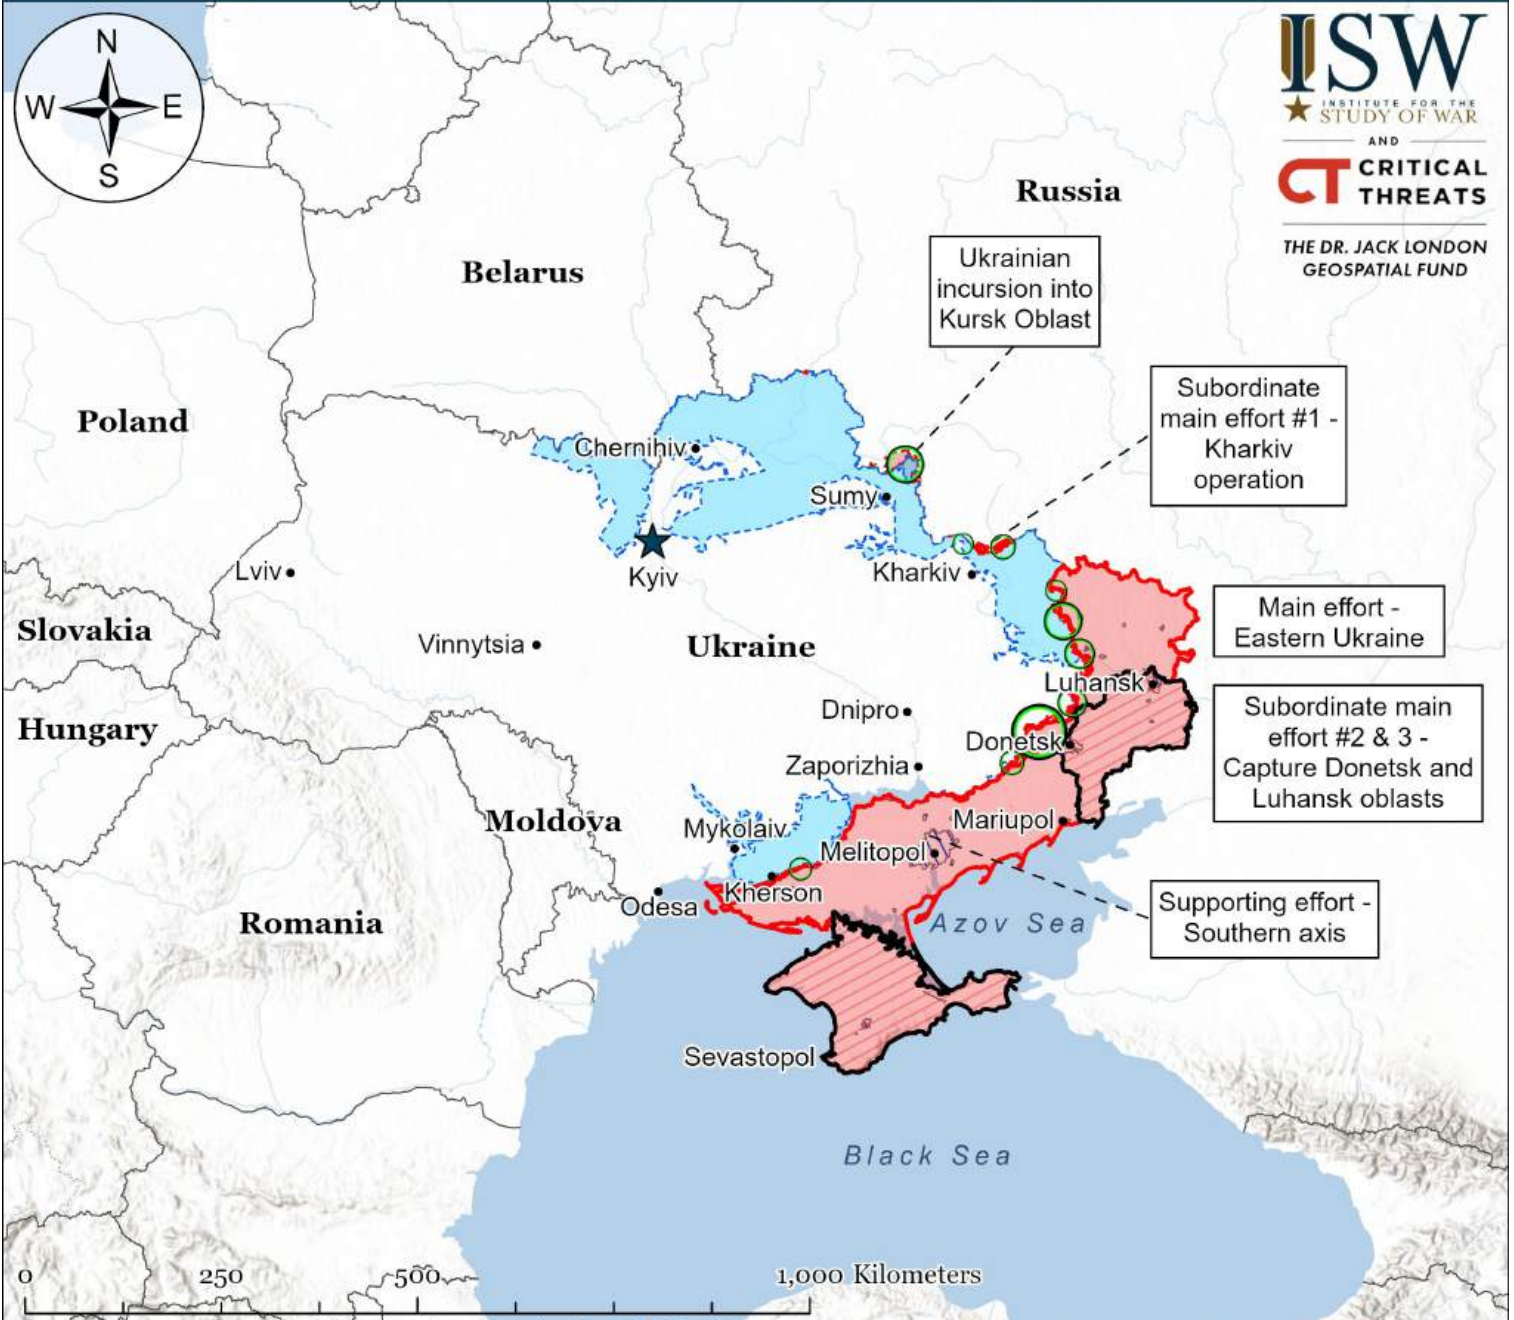 N
W
E
S
ISW
INSTITUTE FOR THE
STUDY OF WAR
AND
CT CRITICAL
THREATS
THE DR. JACK LONDON
GEOSPATIAL FUND
Russia
Ukrainian
incursion into
Kursk Oblast
Belarus
Subordinate
main effort #1 -
Kharkiv
operation
Poland
Chernihiv
Sumy
Kyiv
Kharkiv
Lviv
Slovakia
Vinnytsia
Ukraine
Main effort -
Eastern Ukraine
Luhansk
Hungary
Dnipro
Donetsk
Subordinate main
effort #2 & 3 -
Capture Donetsk and
Luhansk oblasts
Zaporizhia
Moldova
Mykolaiv
Mariupol
Melitopol
Kherson
Odesa
Romania
Azov Sea
Supporting effort -
Southern axis
Sevastopol
Black Sea
0
250
500
1,000 Kilometers